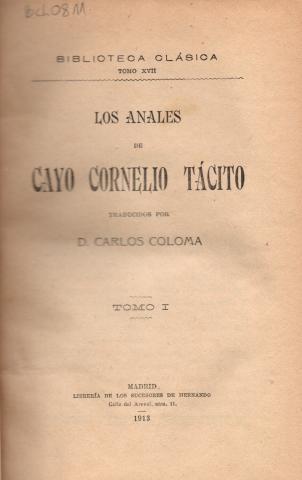 BIBLIOTECA CLÁSICA
TOMO XVII
LOS ANALES
DE
CAYO CORNELIO TÁCITO
TRADUCIDOS POR
D. CARLOS COLOMA
TOMO I
MADRID
LIBRERÍA DE LOS SUCESORES DE HERNANDO
Calle del Arenal, núm. 11.
1913